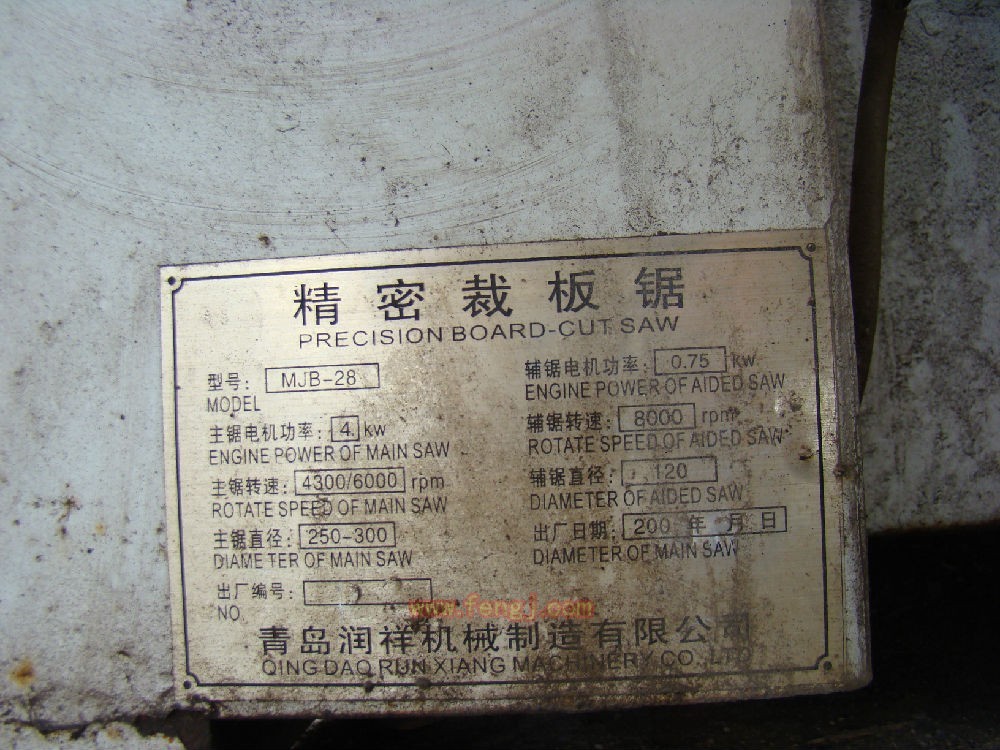 精密裁板锯
PRECISION BOARD-CUT SAW
型号: MJB-28
MODEL
主锯电机功率: 4 kw
ENGINE POWER OF MAIN SAW
主锯转速: 4300/6000 rpm
ROTATE SPEED OF MAIN SAW
主锯直径: 250-300
DIAMETER OF MAIN SAW
出厂编号:
NO.
辅锯电机功率: 0.75 kw
ENGINE POWER OF AIDED SAW
辅锯转速: 8000 rpm
ROTATE SPEED OF AIDED SAW
辅锯直径: 120
DIAMETER OF AIDED SAW
出厂日期: 200 年 月 日
DIAMETER OF MAIN SAW
www.fengj.com
青岛润祥机械制造有限公司
QING DAO RUN XIANG MACHINERY CO. LTD